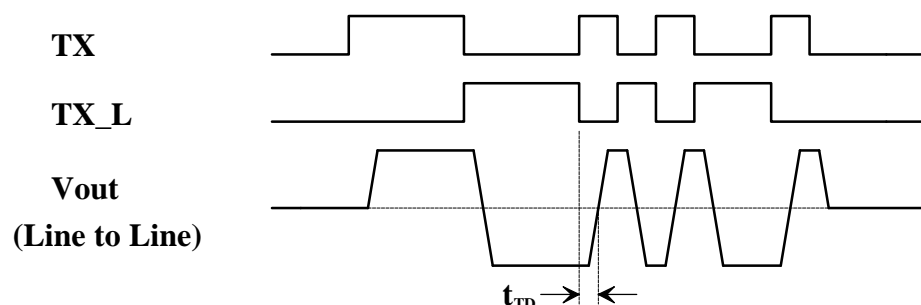 TX
TX_L
Vout
(Line to Line)
tTD